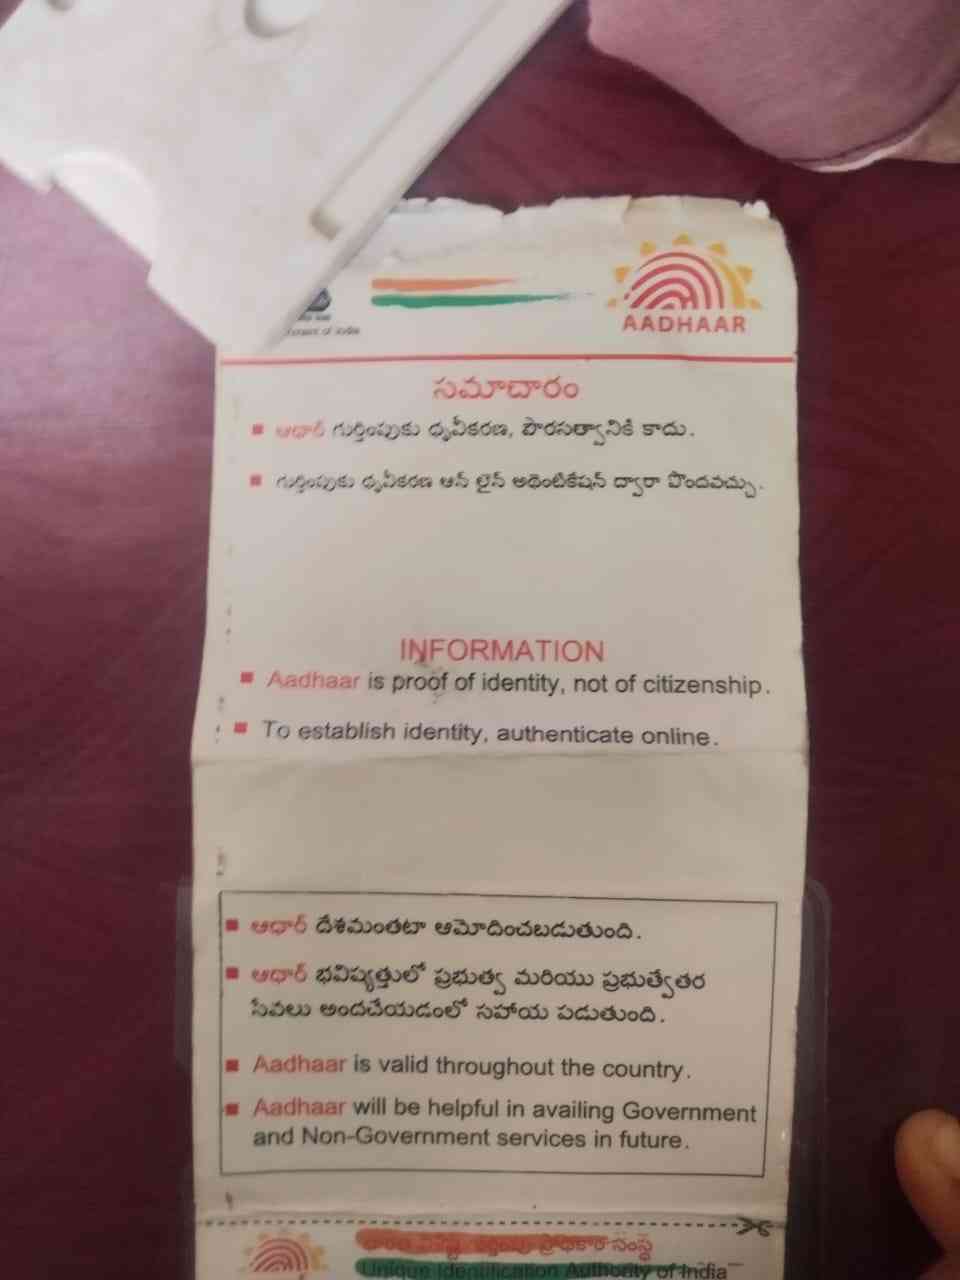 of India
AADHAAR
సమాచారం
ఆధార్ గుర్తింపుకు ధృవీకరణ, పౌరసత్వానికి కాదు.
గుర్తింపుకు ధృవీకరణ ఆన్ లైన్ అథెంటికేషన్ ద్వారా పొందవచ్చు.
INFORMATION
Aadhaar is proof of identity, not of citizenship.
To establish identity, authenticate online.
ఆధార్ దేశమంతటా ఆమోదించబడుతుంది.
ఆధార్ భవిష్యత్తులో ప్రభుత్వ మరియు ప్రభుత్వేతర
సేవలు అందచేయడంలో సహాయ పడుతుంది.
Aadhaar is valid throughout the country.
Aadhaar will be helpful in availing Government
and Non-Government services in future.
ప్రాధికార సంస్థ
Unique Identification Authority of India